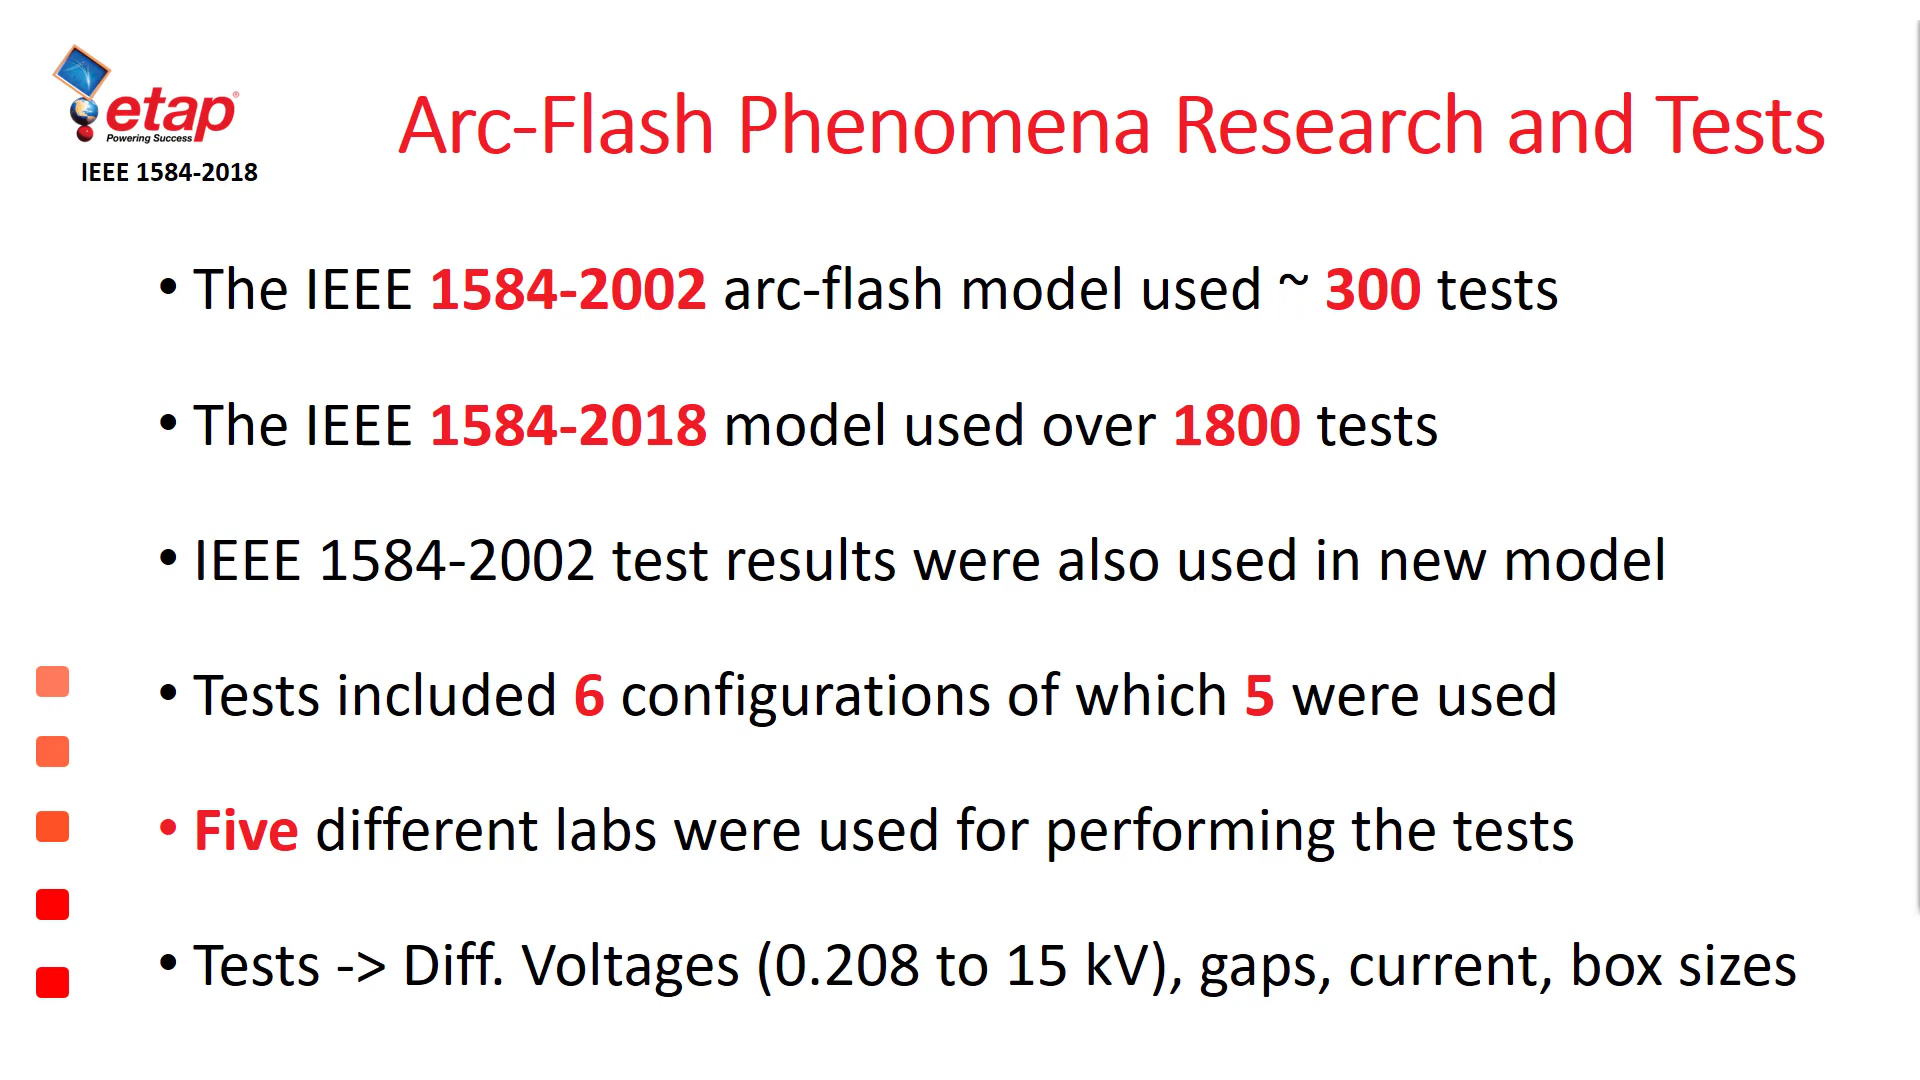 etap®
Powering Success
IEEE 1584-2018
Arc-Flash Phenomena Research and Tests
• The IEEE 1584-2002 arc-flash model used ~ 300 tests
• The IEEE 1584-2018 model used over 1800 tests
• IEEE 1584-2002 test results were also used in new model
• Tests included 6 configurations of which 5 were used
• Five different labs were used for performing the tests
• Tests -> Diff. Voltages (0.208 to 15 kV), gaps, current, box sizes